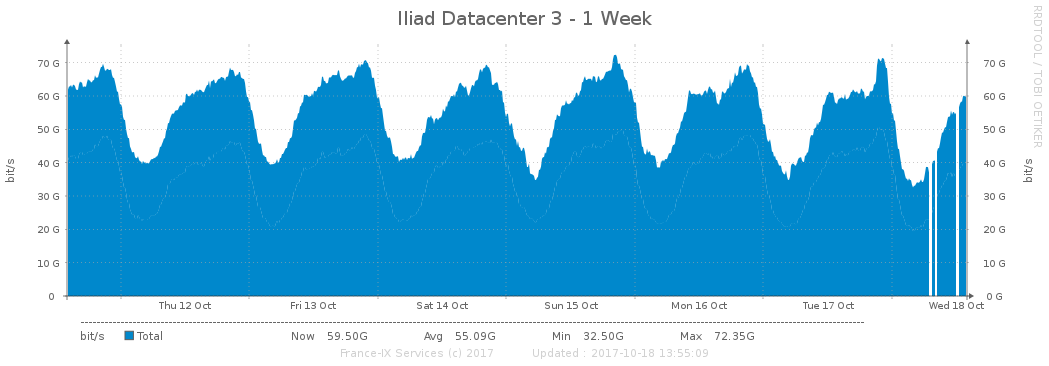 Iliad Datacenter 3 - 1 Week
RRDTOOL / TOBI OETIKER
70 G 70 G
60 G 60 G
50 G 50 G
40 G 40 G
30 G 30 G
20 G 20 G
10 G 10 G
0 0 G
bit/s
bit/s
Thu 12 Oct Fri 13 Oct Sat 14 Oct Sun 15 Oct Mon 16 Oct Tue 17 Oct Wed 18 Oct
bit/s Total Now 59.50G Avg 55.09G Min 32.50G Max 72.35G
France-IX Services (c) 2017 Updated : 2017-10-18 13:55:09